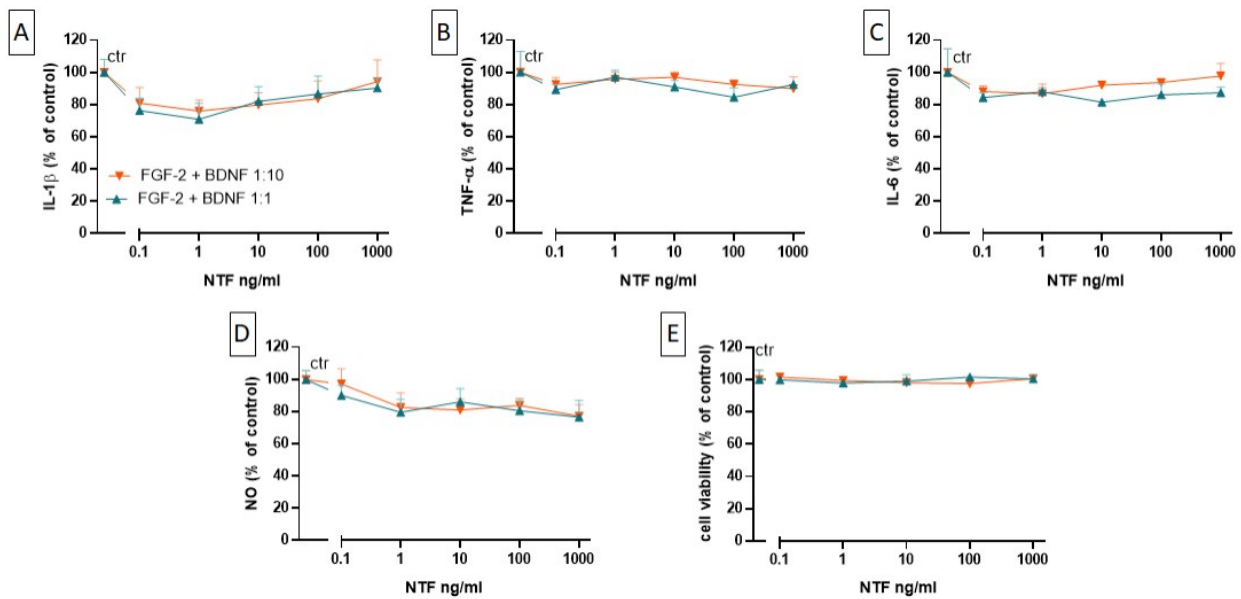 A
IL-1β (% of control)
120
100
80
60
40
20
0
ctr
FGF-2 + BDNF 1:10
FGF-2 + BDNF 1:1
0.1 1 10 100 1000
NTF ng/ml
B
TNF-α (% of control)
120
100
80
60
40
20
0
ctr
0.1 1 10 100 1000
NTF ng/ml
C
IL-6 (% of control)
120
100
80
60
40
20
0
ctr
0.1 1 10 100 1000
NTF ng/ml
D
NO (% of control)
120
100
80
60
40
20
0
ctr
0.1 1 10 100 1000
NTF ng/ml
E
cell viability (% of control)
120
100
80
60
40
20
0
ctr
0.1 1 10 100 1000
NTF ng/ml